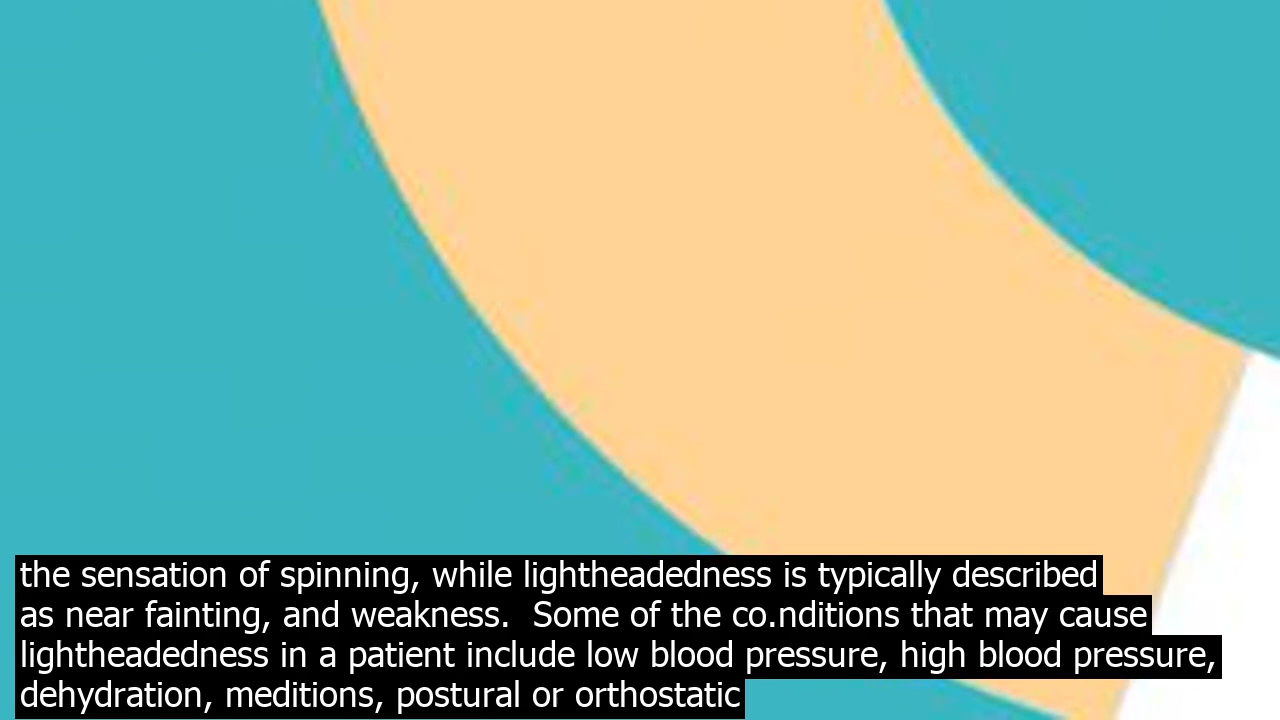 the sensation of spinning, while lightheadedness is typically described
as near fainting, and weakness.  Some of the co.nditions that may cause
lightheadedness in a patient include low blood pressure, high blood pressure,
dehydration, meditions, postural or orthostatic